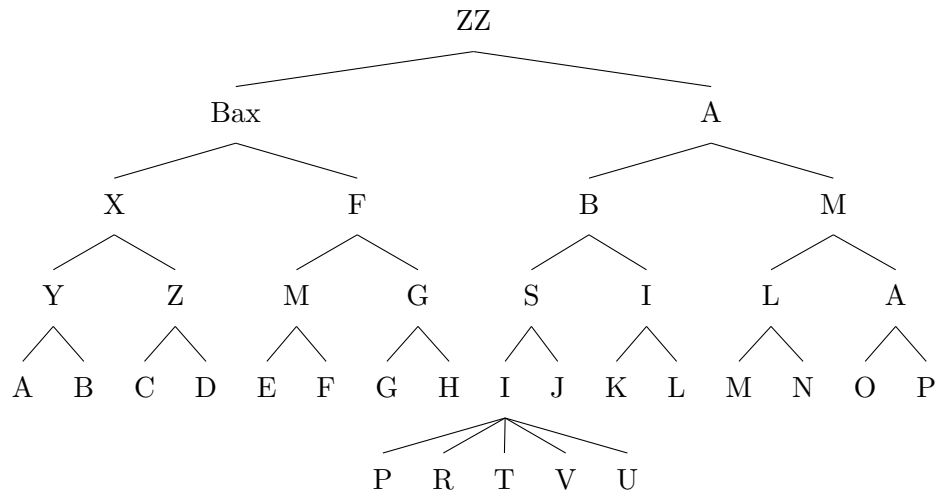 ZZ
Bax A
X F B M
Y Z M G S I L A
A B C D E F G H I J K L M N O P
P R T V U